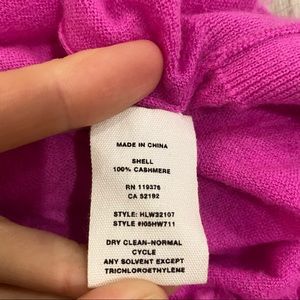 MADE IN CHINA
SHELL
100% CASHMERE
RN 119376
CA 52192
STYLE: HLW32107
STYLE: #I05HW711
DRY CLEAN-NORMAL
CYCLE
ANY SOLVENT EXCEPT
TRICHLOROETHYLENE